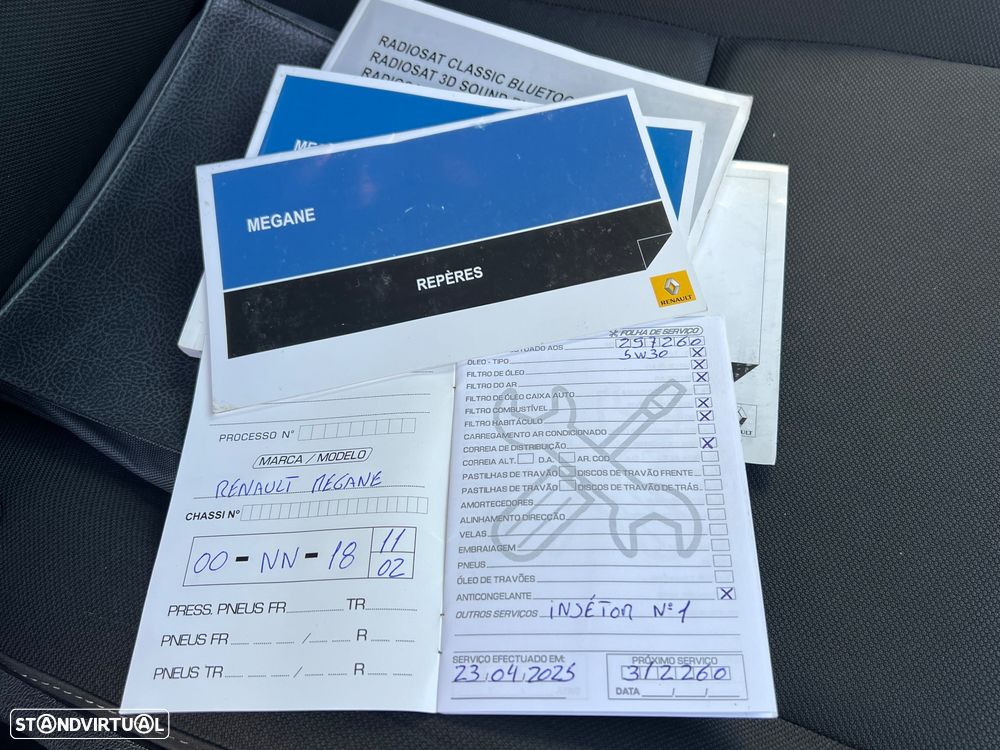 RADIOSAT CLASSIC BLUETOO
RADIOSAT 3D SOUND
MEGANE
REPÈRES
RENAULT
PROCESSO Nº
MARCA / MODELO
RENAULT MEGANE
CHASSI Nº
00 - NN - 18 11
02
PRESS. PNEUS FR TR
PNEUS FR / R
PNEUS TR / R
FOLHA DE SERVIÇO
AOS 297260
ÓLEO - TIPO 5W30 X
FILTRO DE ÓLEO X
FILTRO DO AR X
FILTRO DE ÓLEO CAIXA AUTO
FILTRO COMBUSTÍVEL X
FILTRO HABITÁCULO X
CARREGAMENTO AR CONDICIONADO
CORREIA DE DISTRIBUIÇÃO X
CORREIA ALT. D.A. AR. COD
PASTILHAS DE TRAVÃO DISCOS DE TRAVÃO FRENTE
PASTILHAS DE TRAVÃO DISCOS DE TRAVÃO DE TRÁS
AMORTECEDORES
ALINHAMENTO DIRECÇÃO
VELAS
EMBRAIAGEM
PNEUS
ÓLEO DE TRAVÕES
ANTICONGELANTE X
OUTROS SERVIÇOS INJÉTOR Nº1
SERVIÇO EFECTUADO EM:
23.04.2025
PRÓXIMO SERVIÇO
312260
DATA / /
STANDVIRTUAL